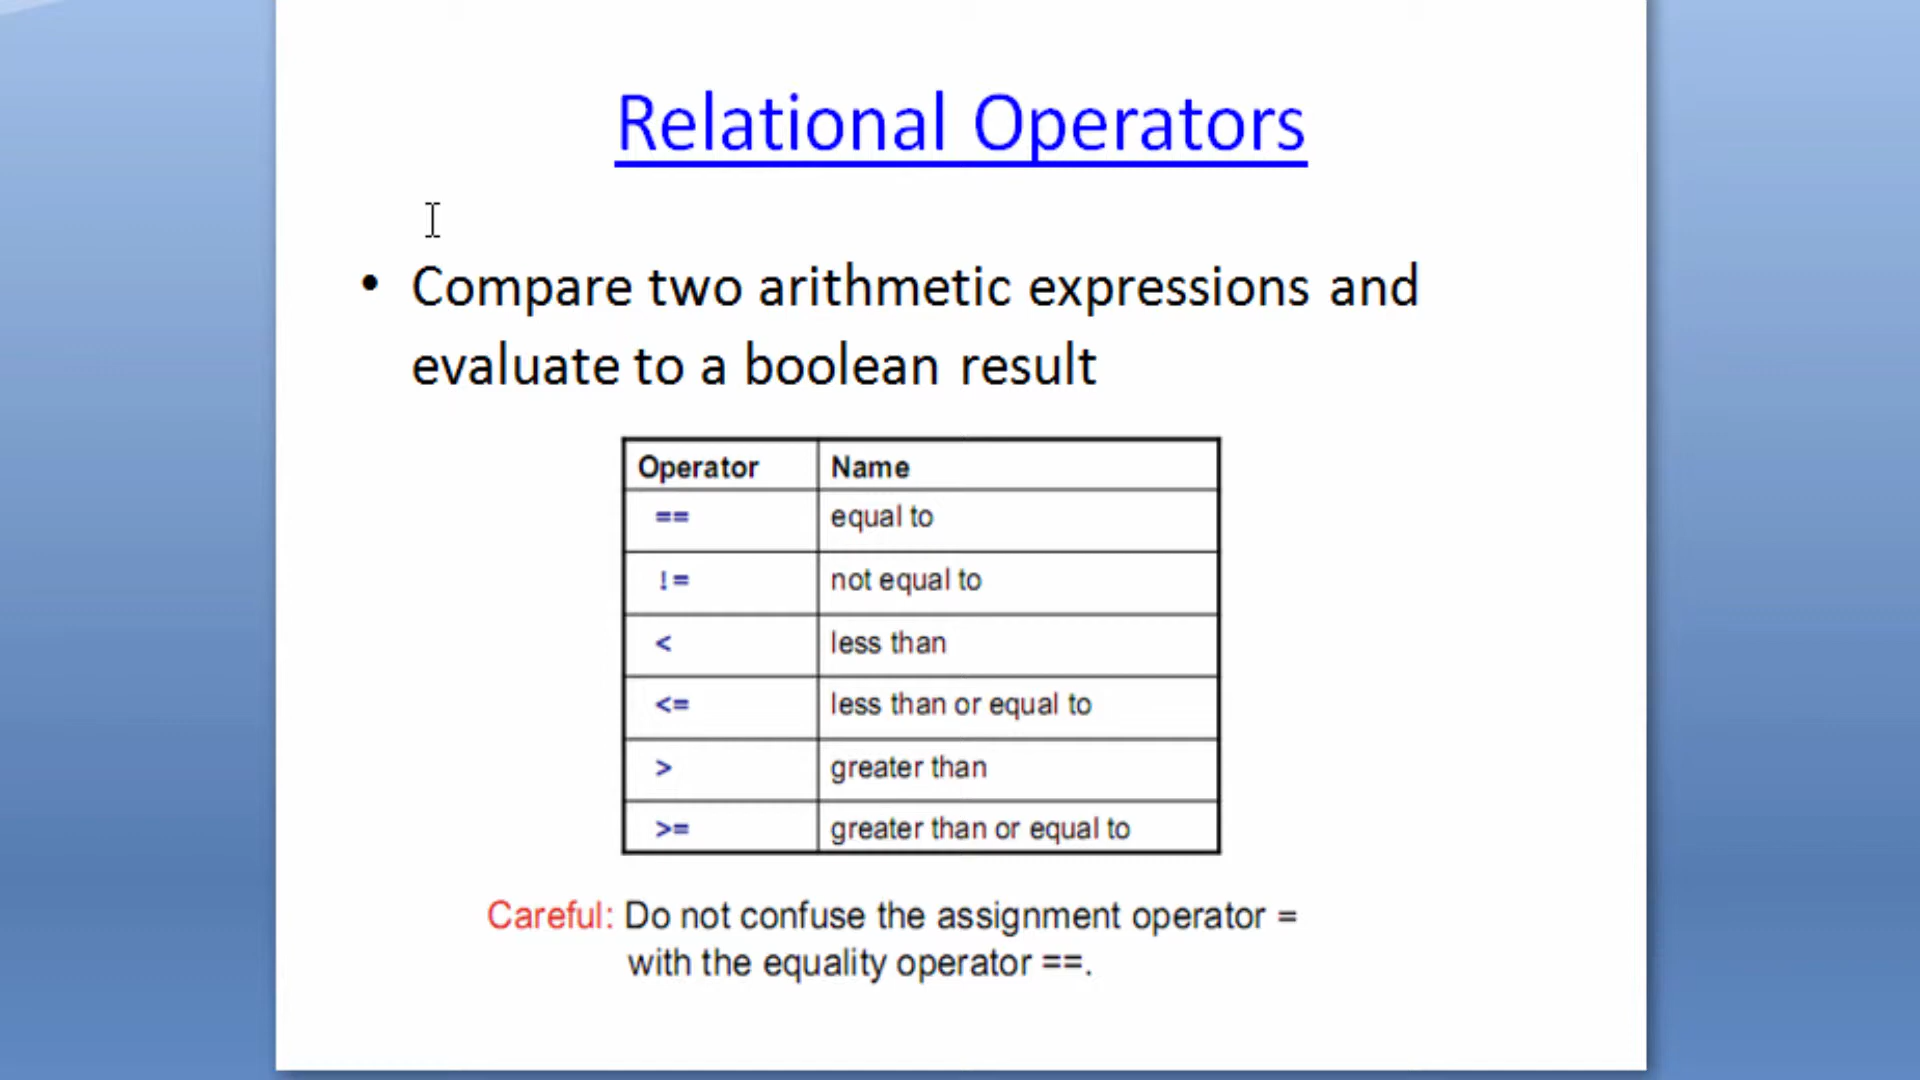 Relational Operators
• Compare two arithmetic expressions and
evaluate to a boolean result
Operator Name
== equal to
!= not equal to
< less than
<= less than or equal to
> greater than
>= greater than or equal to
Careful: Do not confuse the assignment operator =
with the equality operator ==.